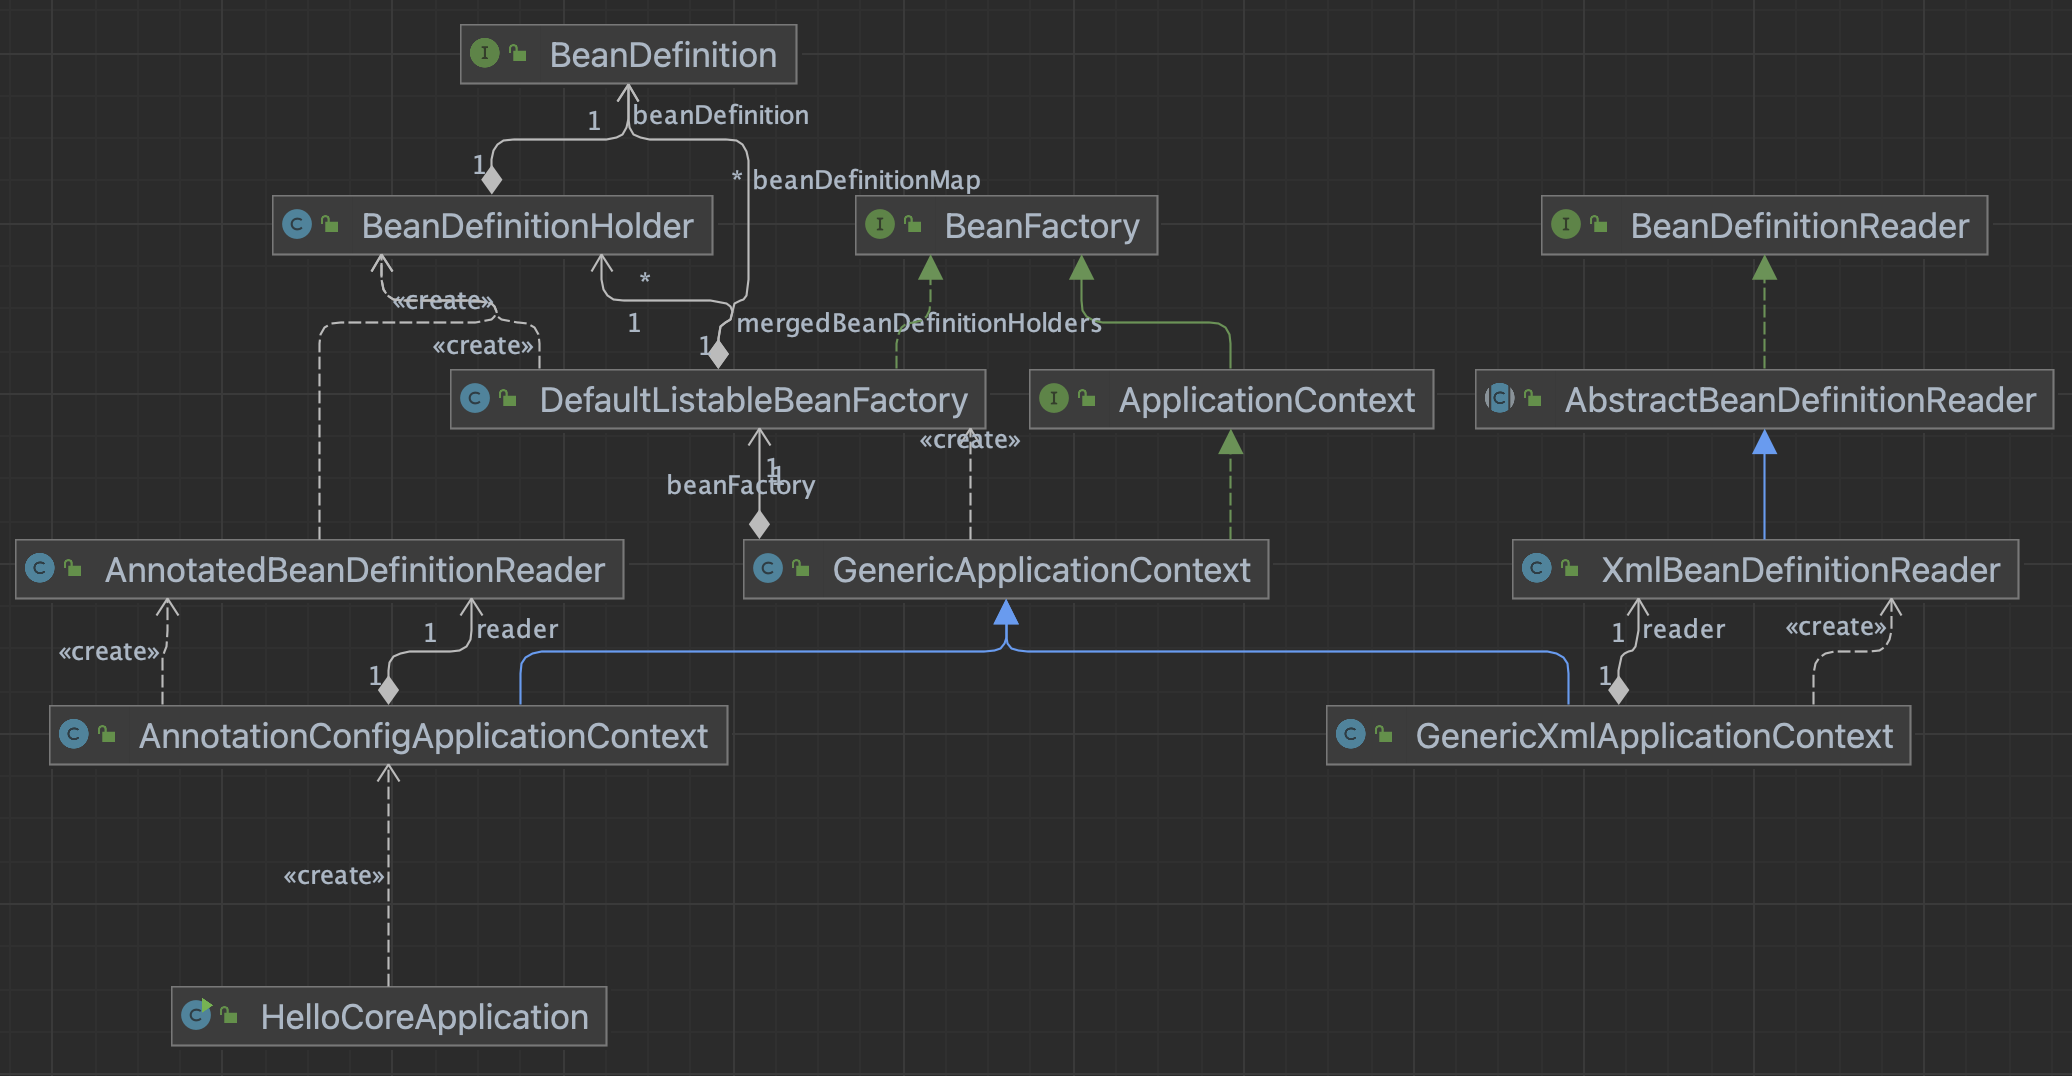 BeanDefinition
1
beanDefinition
1
* beanDefinitionMap
BeanDefinitionHolder
BeanFactory
BeanDefinitionReader
*
«create»
1
mergedBeanDefinitionHolders
«create»
1
DefaultListableBeanFactory
ApplicationContext
AbstractBeanDefinitionReader
«create»
1
1
beanFactory
AnnotatedBeanDefinitionReader
GenericApplicationContext
XmlBeanDefinitionReader
1
reader
1
reader
«create»
«create»
1
1
AnnotationConfigApplicationContext
GenericXmlApplicationContext
«create»
HelloCoreApplication